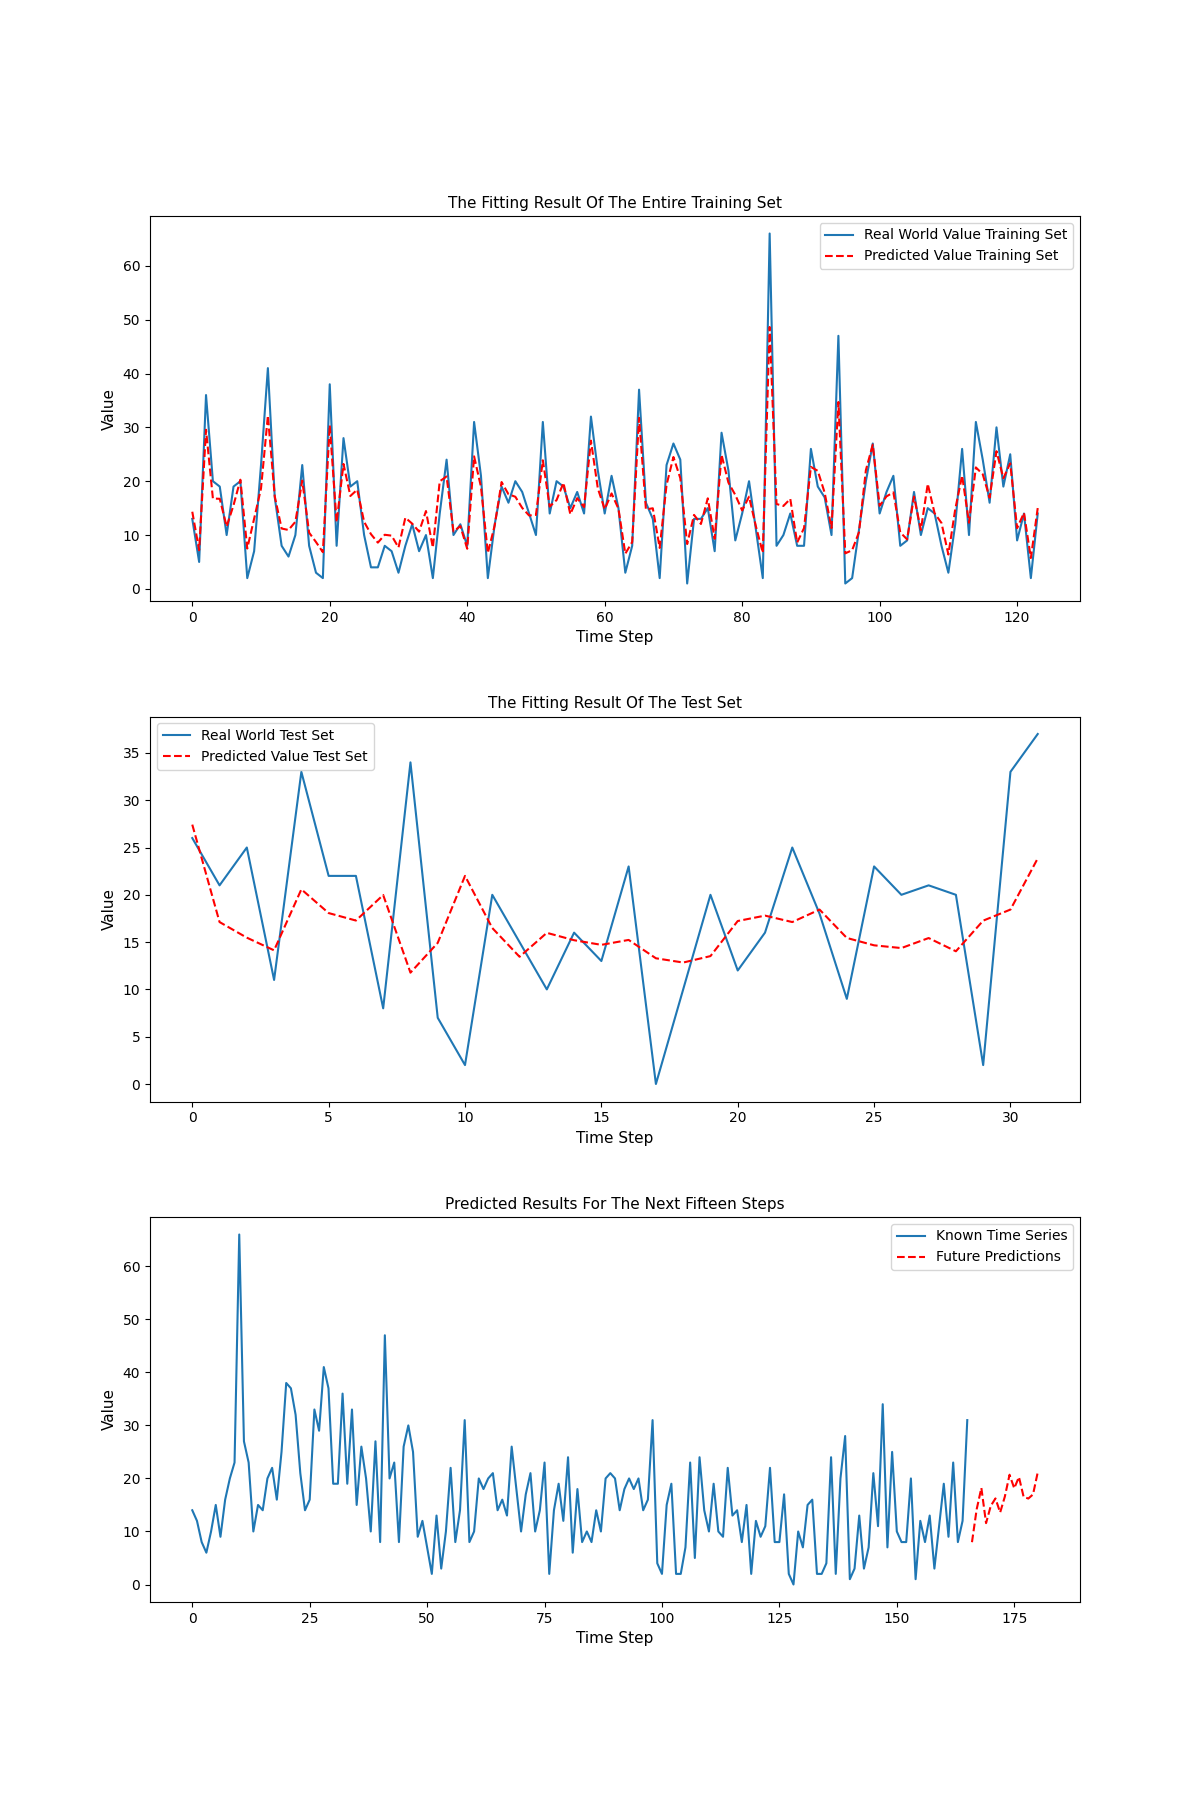 The Fitting Result Of The Entire Training Set
Real World Value Training Set
Predicted Value Training Set
Value
60
50
40
30
20
10
0
0 20 40 60 80 100 120
Time Step
The Fitting Result Of The Test Set
Real World Test Set
Predicted Value Test Set
Value
35
30
25
20
15
10
5
0
0 5 10 15 20 25 30
Time Step
Predicted Results For The Next Fifteen Steps
Known Time Series
Future Predictions
Value
60
50
40
30
20
10
0
0 25 50 75 100 125 150 175
Time Step